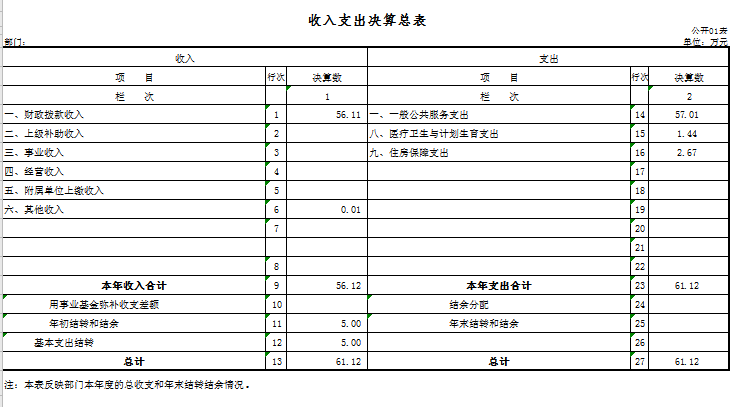 收入支出决算总表
公开01表
部门： 单位：万元
收入 支出
项 目 行次 决算数 项 目 行次 决算数
栏 次 1 栏 次 2
一、财政拨款收入 1 56.11 一、一般公共服务支出 14 57.01
二、上级补助收入 2 八、医疗卫生与计划生育支出 15 1.44
三、事业收入 3 九、住房保障支出 16 2.67
四、经营收入 4 17
五、附属单位上缴收入 5 18
六、其他收入 6 0.01 19
7 20
21
8 22
本年收入合计 9 56.12 本年支出合计 23 61.12
用事业基金弥补收支差额 10 结余分配 24
年初结转和结余 11 5.00 年末结转和结余 25
基本支出结转 12 5.00 26
总计 13 61.12 总计 27 61.12
注：本表反映部门本年度的总收支和年末结转结余情况。